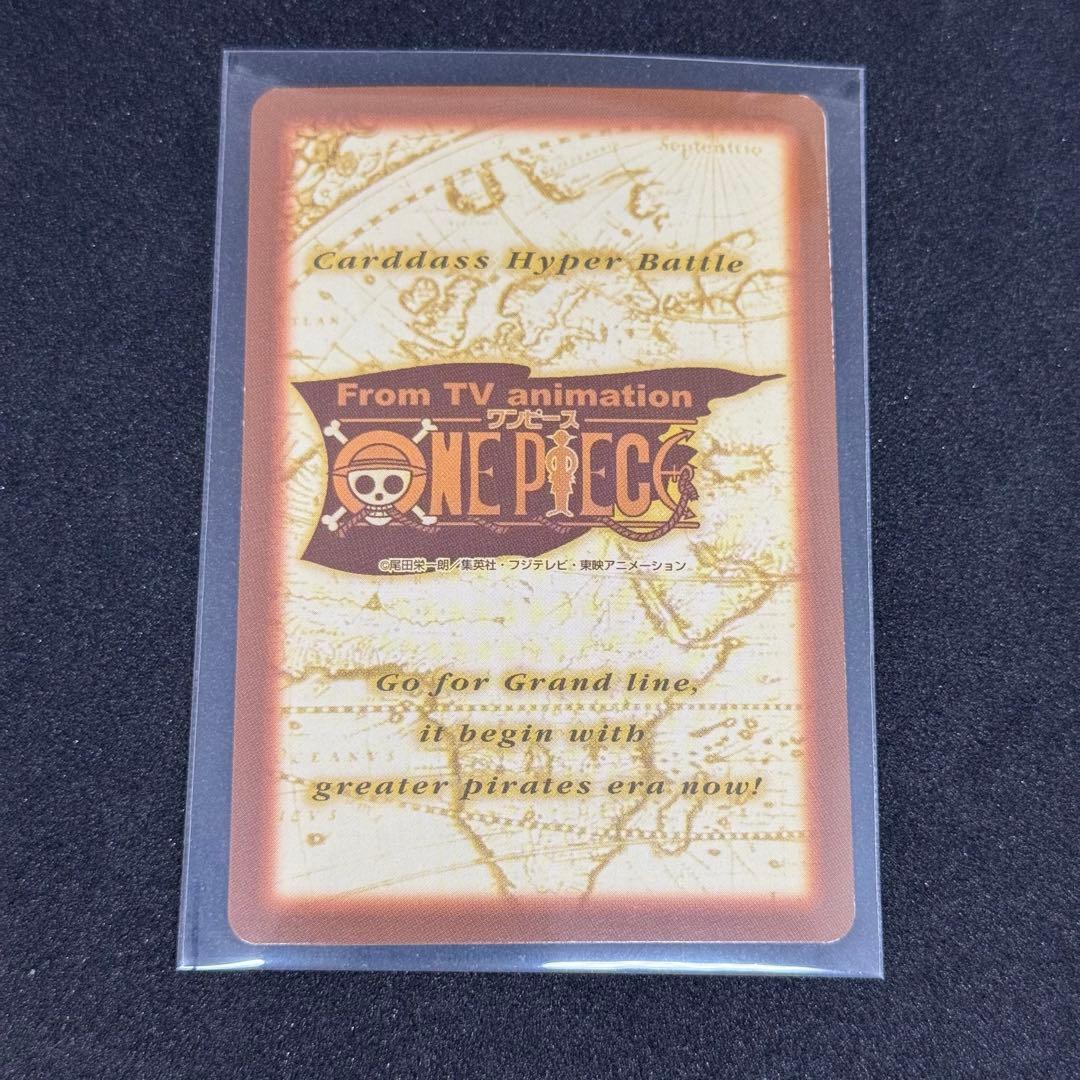 Septentrio
Carddass Hyper Battle
From TV animation
ワンピース
ONE PIECE
©尾田栄一郎／集英社・フジテレビ・東映アニメーション
Go for Grand line,
it begin with
greater pirates era now!